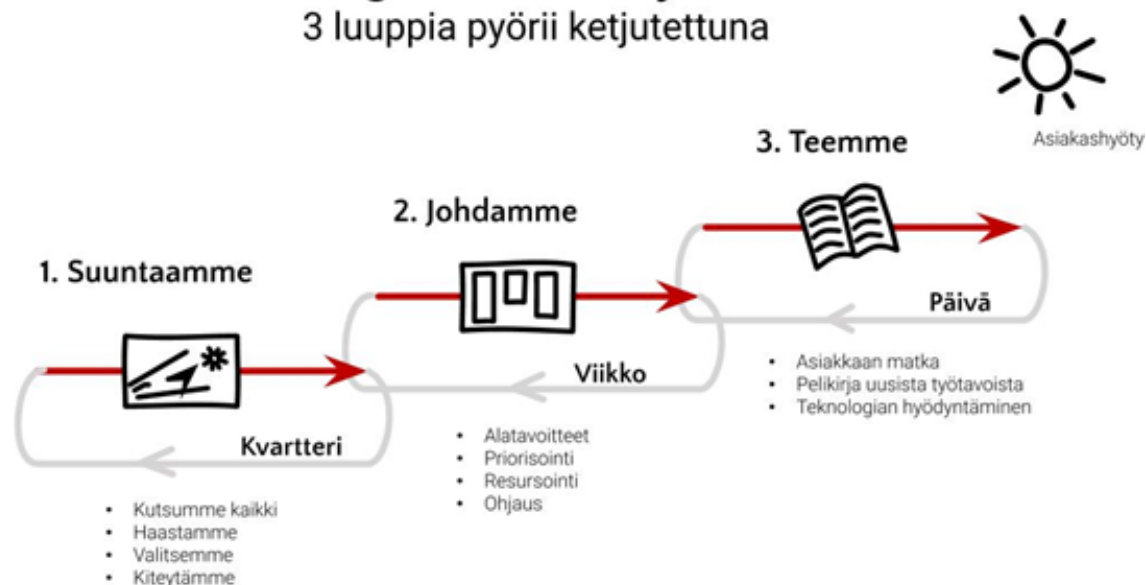 3 luuppia pyörii ketjutettuna
Asiakashyöty
3. Teemme
2. Johdamme
1. Suuntaamme
Päivä
Viikko
Kvartteri
• Asiakkaan matka
• Pelikirja uusista työtavoista
• Teknologian hyödyntäminen
• Alatavoitteet
• Priorisointi
• Resursointi
• Ohjaus
• Kutsumme kaikki
• Haastamme
• Valitsemme
• Kiteytämme